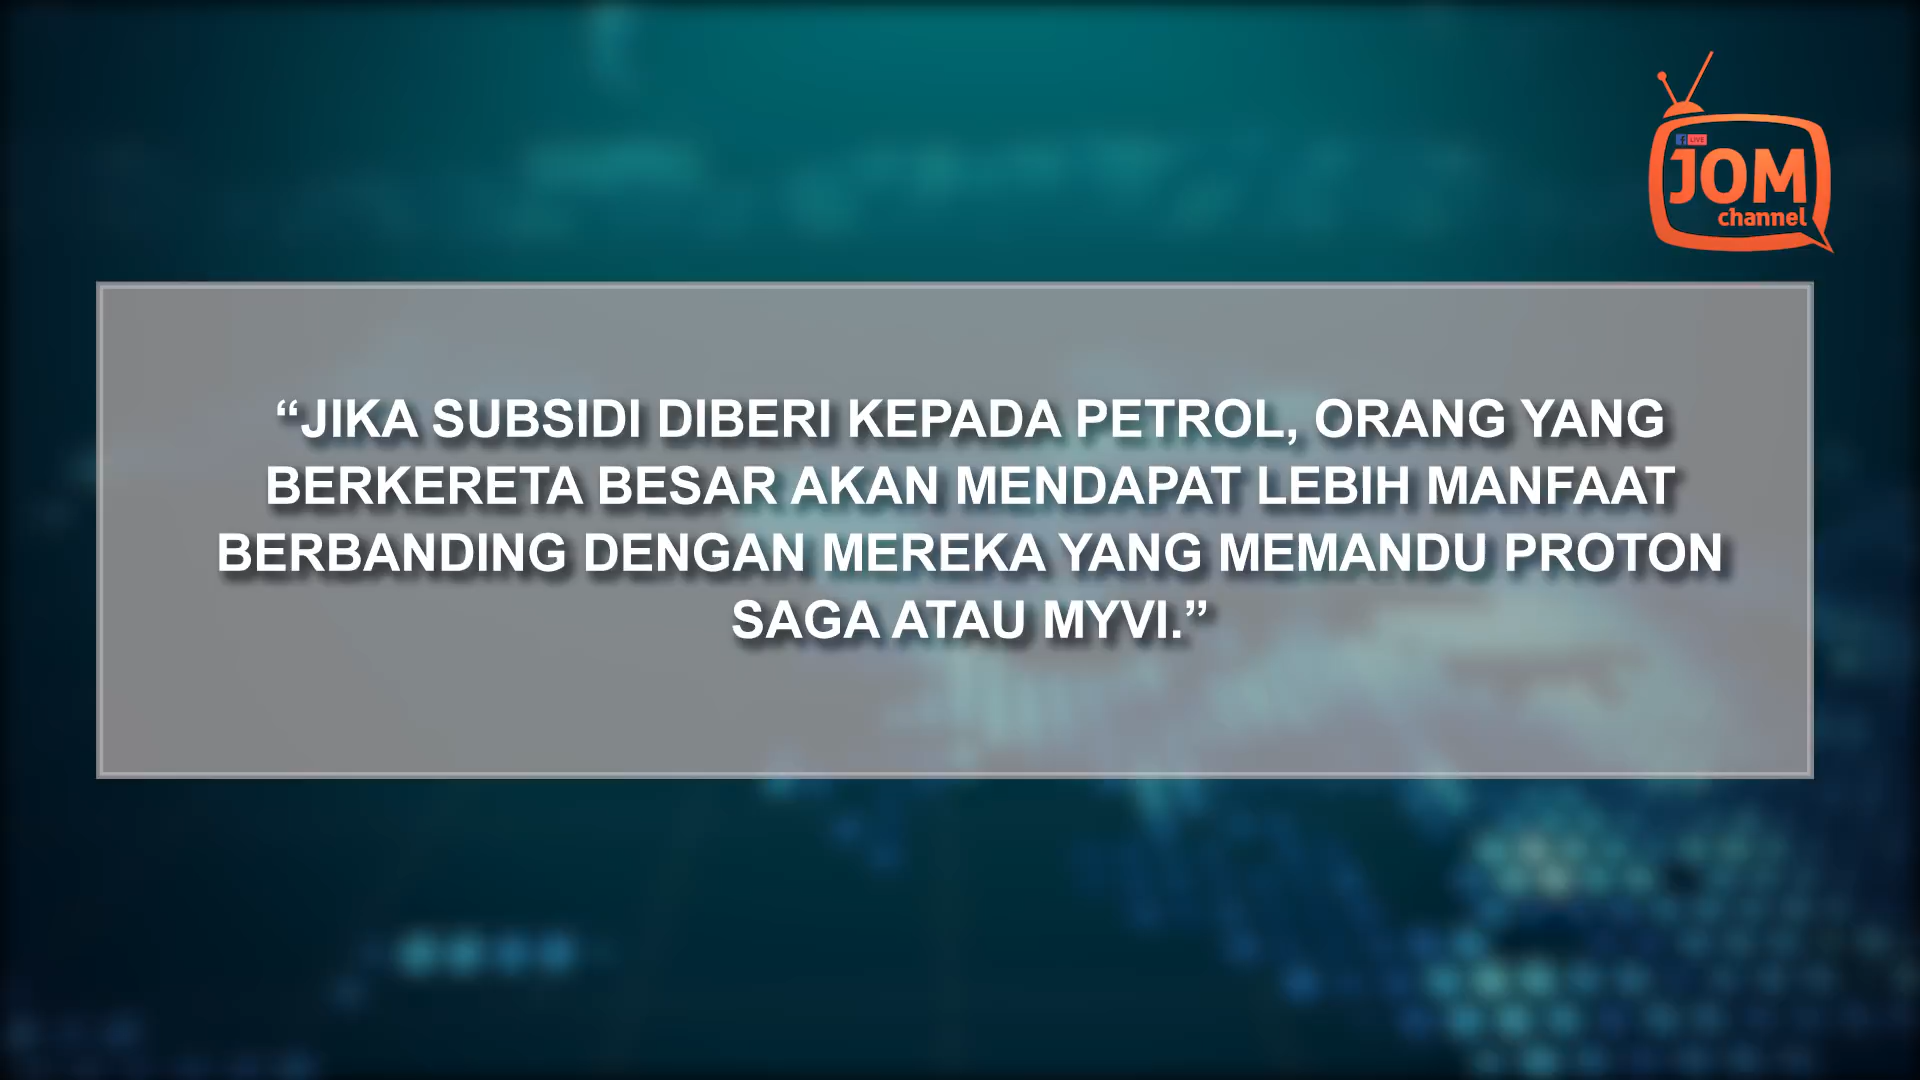 LIVE
JOM
channel
“JIKA SUBSIDI DIBERI KEPADA PETROL, ORANG YANG
BERKERETA BESAR AKAN MENDAPAT LEBIH MANFAAT
BERBANDING DENGAN MEREKA YANG MEMANDU PROTON
SAGA ATAU MYVI.”